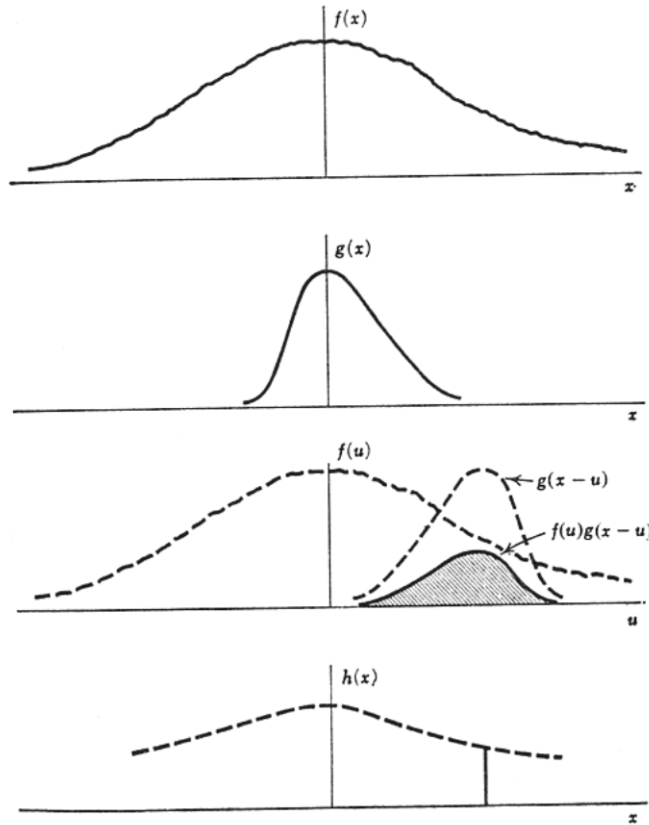 f(x)
x
g(x)
x
f(u)
g(x − u)
f(u)g(x − u)
u
h(x)
x